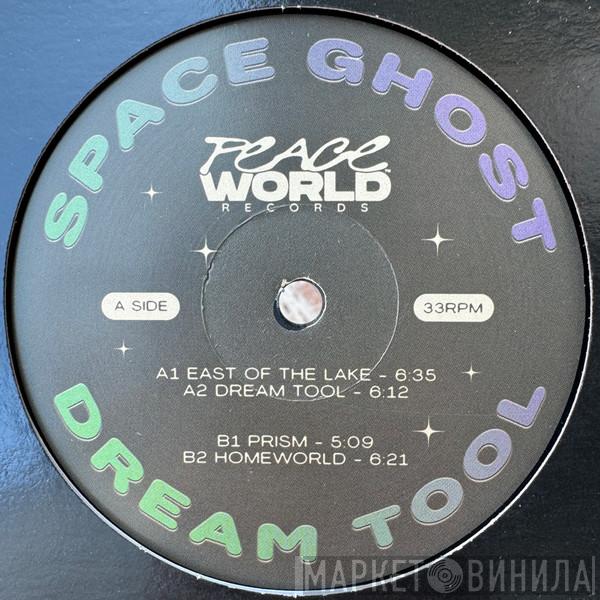 SPACE GHOST
PEACE
WORLD™
RECORDS
A SIDE
33RPM
A1 EAST OF THE LAKE - 6:35
A2 DREAM TOOL - 6:12
B1 PRISM - 5:09
B2 HOMEWORLD - 6:21
DREAM TOOL
МАРКЕТ ВИНИЛА